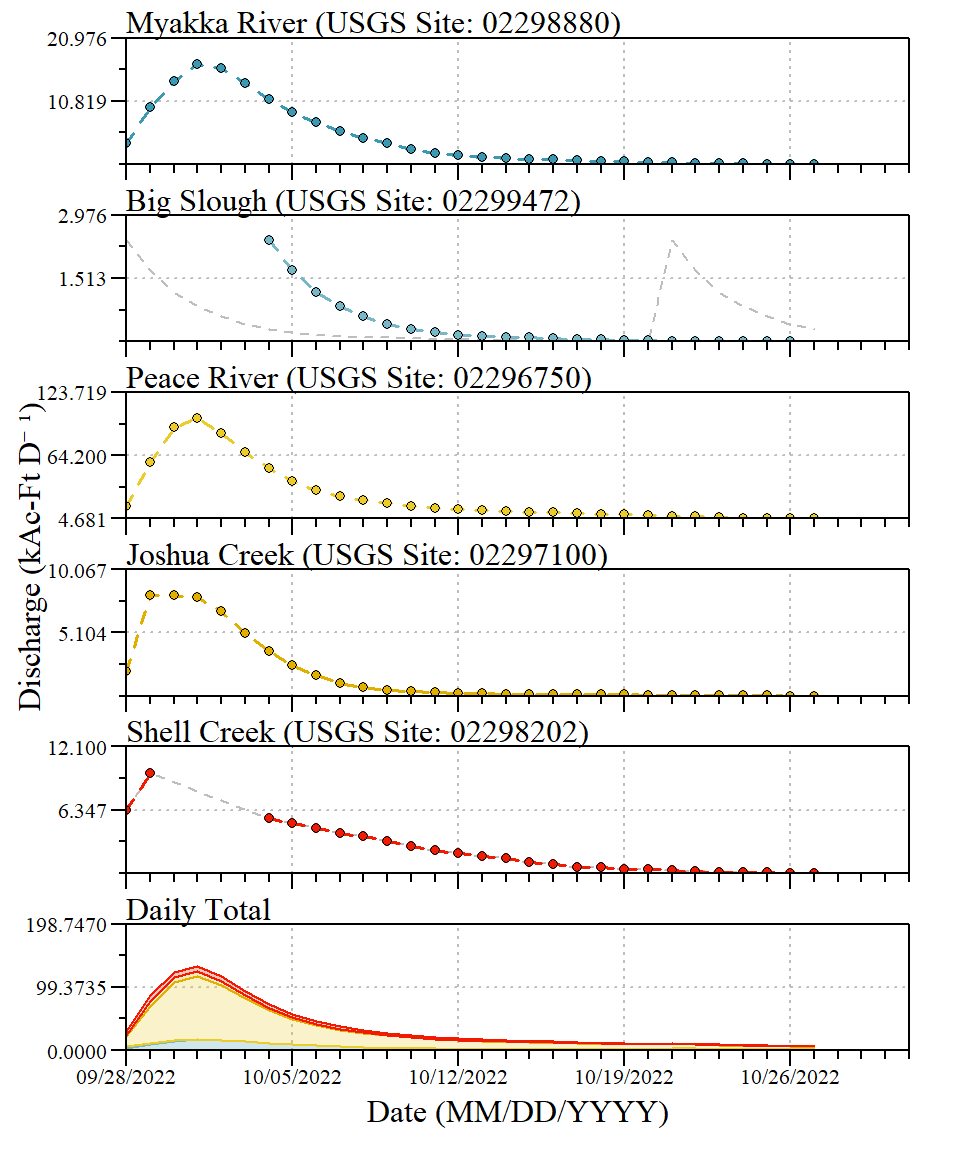 Myakka River (USGS Site: 02298880)
20.976
10.819
Big Slough (USGS Site: 02299472)
2.976
1.513
Peace River (USGS Site: 02296750)
123.719
64.200
4.681
Joshua Creek (USGS Site: 02297100)
10.067
5.104
Shell Creek (USGS Site: 02298202)
12.100
6.347
Daily Total
198.7470
99.3735
0.0000
09/28/2022 10/05/2022 10/12/2022 10/19/2022 10/26/2022
Date (MM/DD/YYYY)
Discharge (kAc-Ft D⁻¹)